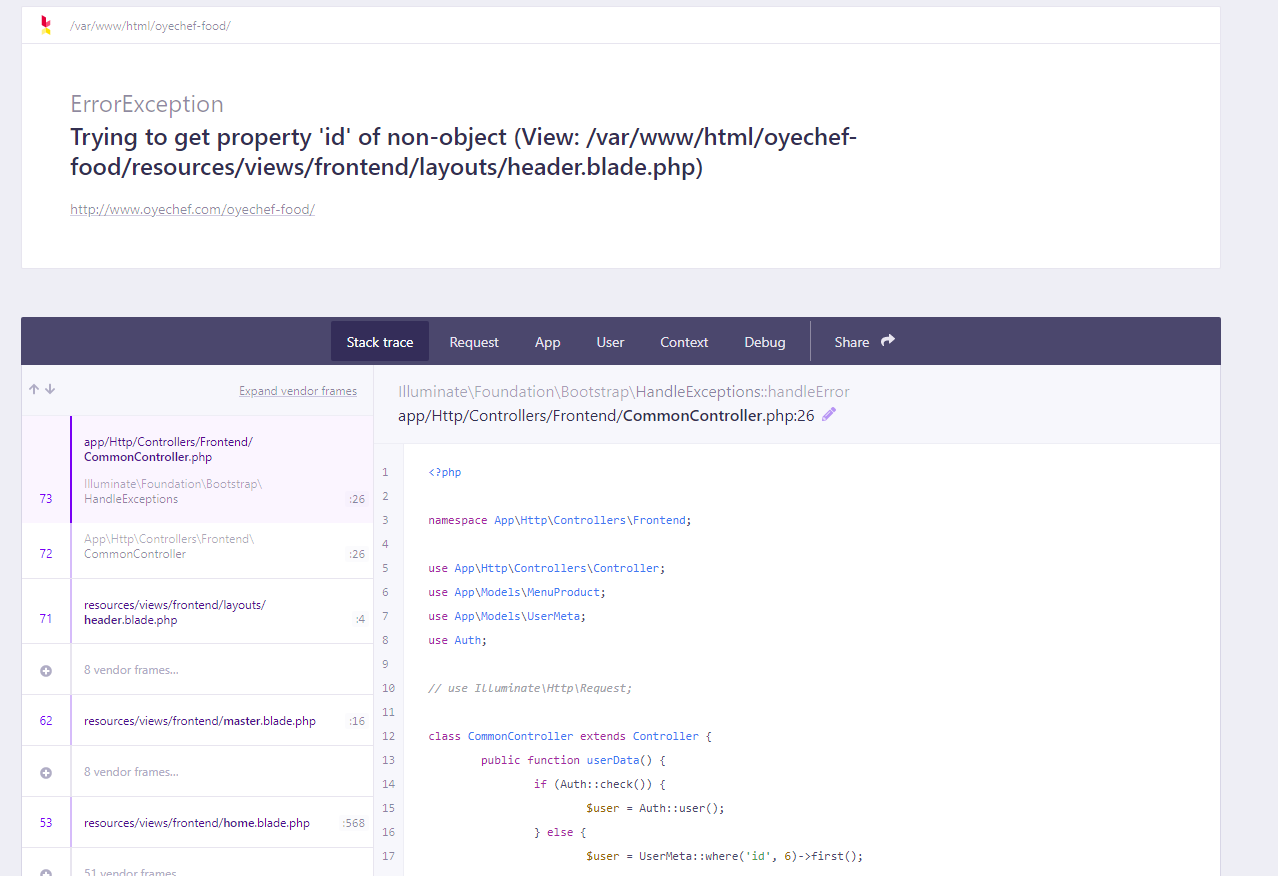 /var/www/html/oyechef-food/
ErrorException
Trying to get property 'id' of non-object (View: /var/www/html/oyechef-
food/resources/views/frontend/layouts/header.blade.php)
http://www.oyechef.com/oyechef-food/
Stack trace Request App User Context Debug Share
Expand vendor frames
app/Http/Controllers/Frontend/
CommonController.php
Illuminate\Foundation\Bootstrap\
73 HandleExceptions :26
App\Http\Controllers\Frontend\
72 CommonController :26
resources/views/frontend/layouts/
71 header.blade.php :4
8 vendor frames...
62 resources/views/frontend/master.blade.php :16
8 vendor frames...
53 resources/views/frontend/home.blade.php :568
51 vendor frames
Illuminate\Foundation\Bootstrap\HandleExceptions::handleError
app/Http/Controllers/Frontend/CommonController.php:26
1 <?php
2
3 namespace App\Http\Controllers\Frontend;
4
5 use App\Http\Controllers\Controller;
6 use App\Models\MenuProduct;
7 use App\Models\UserMeta;
8 use Auth;
9
10 // use Illuminate\Http\Request;
11
12 class CommonController extends Controller {
13 public function userData() {
14 if (Auth::check()) {
15 $user = Auth::user();
16 } else {
17 $user = UserMeta::where('id', 6)->first();